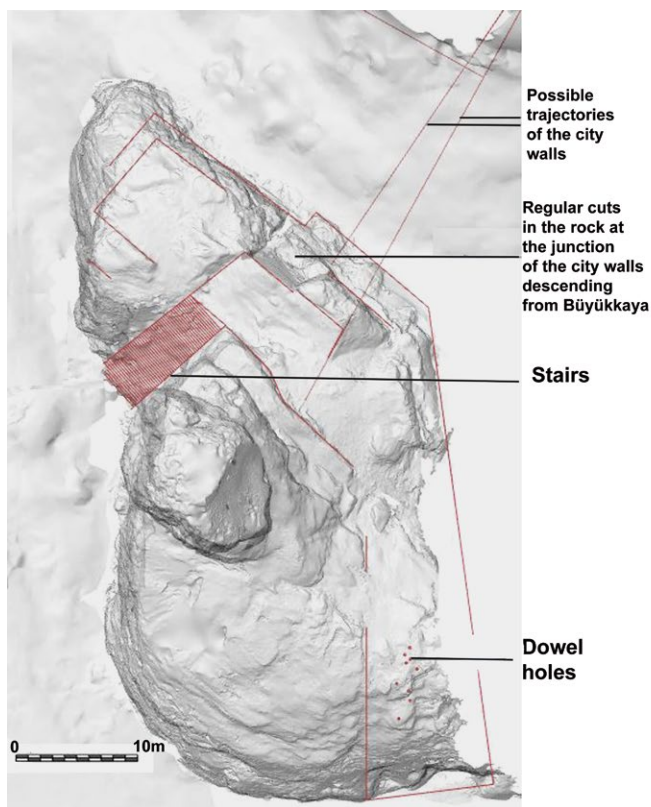 Possible
trajectories
of the city
walls
Regular cuts
in the rock at
the junction
of the city walls
descending
from Büyükkaya
Stairs
Dowel
holes
0 10m